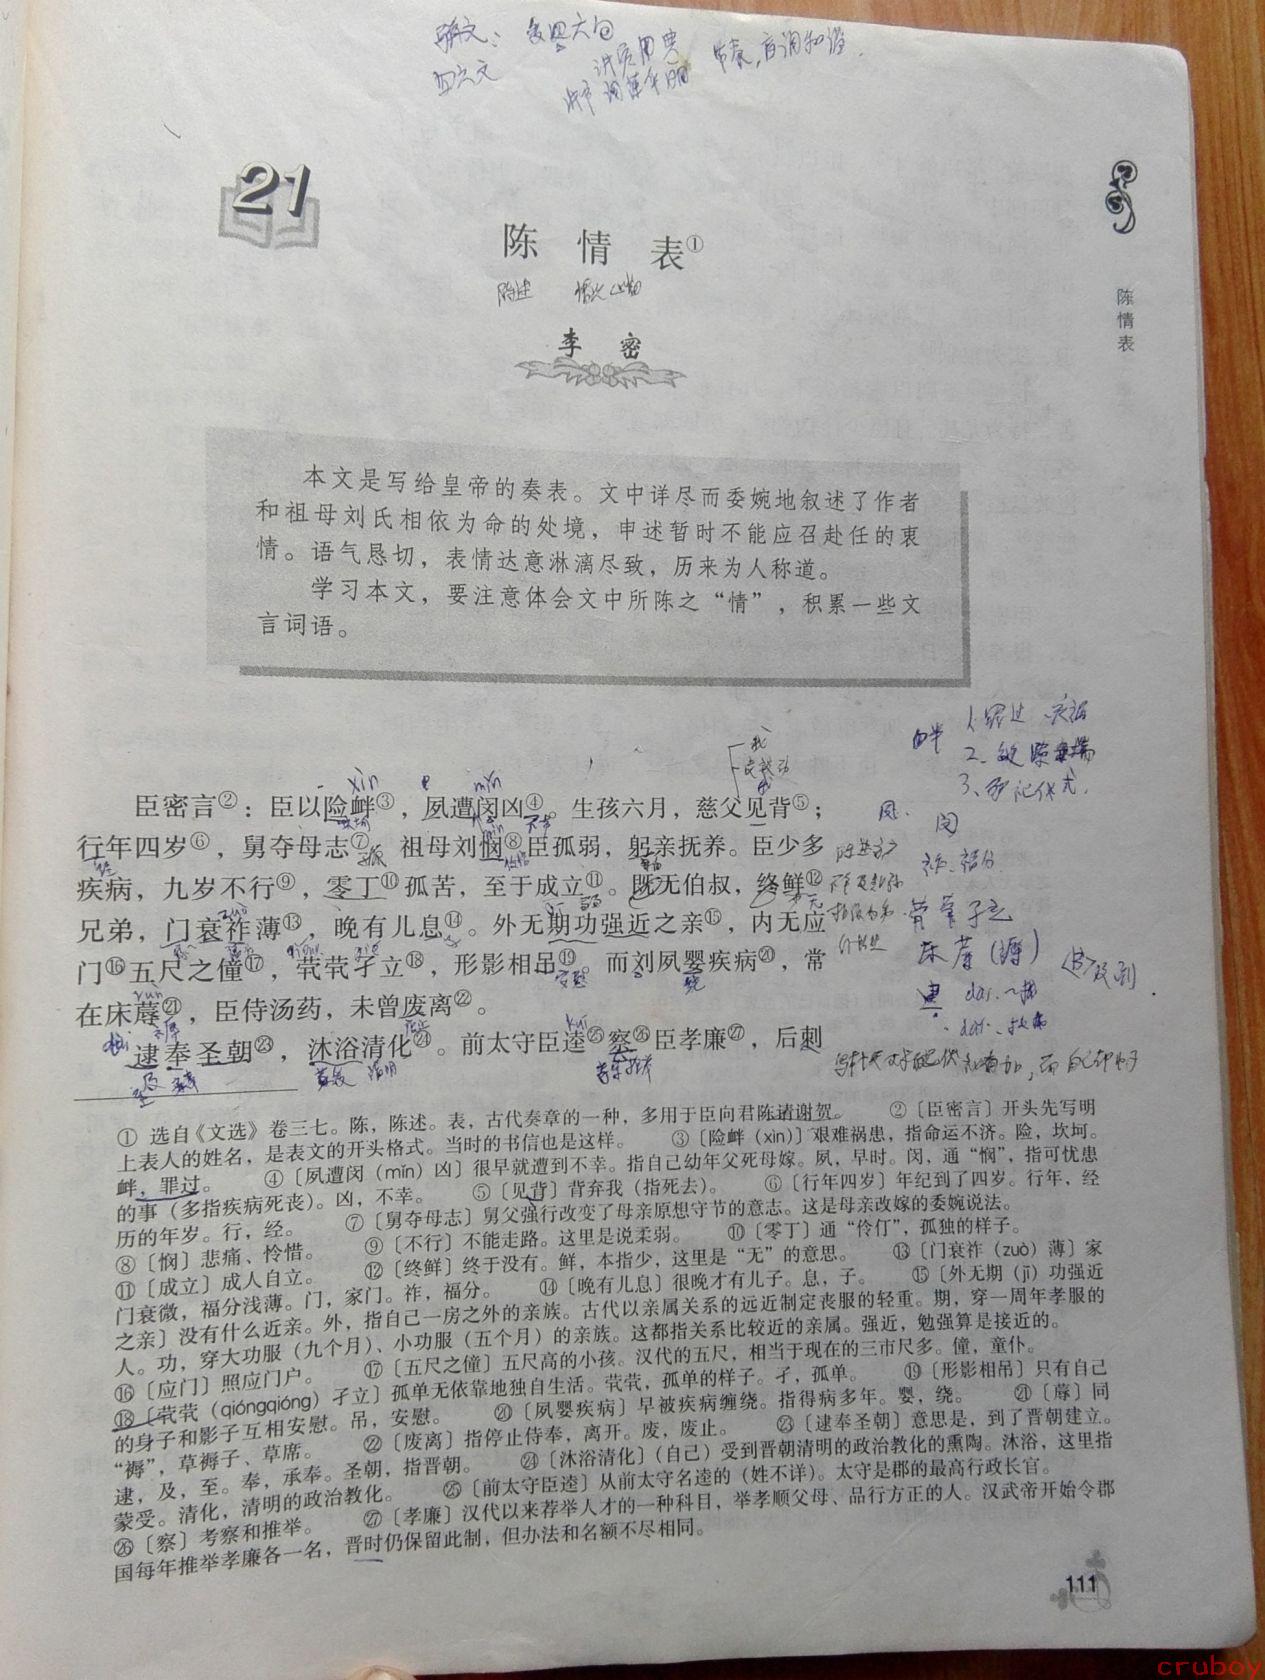 骈文：
四六文
节奏，音调和谐
21
陈情表①
陈述
李密
陈情表
本文是写给皇帝的奏表。文中详尽而委婉地叙述了作者
和祖母刘氏相依为命的处境，申述暂时不能应召赴任的衷
情。语气恳切，表情达意淋漓尽致，历来为人称道。
学习本文，要注意体会文中所陈之“情”，积累一些文
言词语。
臣密言②：臣以险衅③，夙遭闵凶④。生孩六月，慈父见背⑤；
行年四岁⑥，舅夺母志⑦。祖母刘悯⑧臣孤弱，躬亲抚养。臣少多
疾病，九岁不行⑨，零丁⑩孤苦，至于成立⑪。既无伯叔，终鲜⑫
兄弟，门衰祚薄⑬，晚有儿息⑭。外无期功强近之亲⑮，内无应
门⑯五尺之僮⑰，茕茕孑立⑱，形影相吊⑲。而刘夙婴疾病⑳，常
在床蓐㉑，臣侍汤药，未曾废离㉒。
逮奉圣朝㉓，沐浴清化㉔。前太守臣逵㉕察㉖臣孝廉㉗，后刺
① 选自《文选》卷三七。陈，陈述。表，古代奏章的一种，多用于臣向君陈请谢贺。 ②〔臣密言〕开头先写明
上表人的姓名，是表文的开头格式。当时的书信也是这样。 ③〔险衅（xìn）〕艰难祸患，指命运不济。险，坎坷。
衅，罪过。 ④〔夙遭闵（mǐn）凶〕很早就遭到不幸。指自己幼年父死母嫁。夙，早时。闵，通“悯”，指可忧患
的事（多指疾病死丧）。凶，不幸。 ⑤〔见背〕背弃我（指死去）。 ⑥〔行年四岁〕年纪到了四岁。行年，经
历的年岁。行，经。 ⑦〔舅夺母志〕舅父强行改变了母亲原想守节的意志。这是母亲改嫁的委婉说法。
⑧〔悯〕悲痛、怜惜。 ⑨〔不行〕不能走路。这里是说柔弱。 ⑩〔零丁〕通“伶仃”，孤独的样子。
⑪〔成立〕成人自立。 ⑫〔终鲜〕终于没有。鲜，本指少，这里是“无”的意思。 ⑬〔门衰祚（zuò）薄〕家
门衰微，福分浅薄。门，家门。祚，福分。 ⑭〔晚有儿息〕很晚才有儿子。息，子。 ⑮〔外无期（jī）功强近
之亲〕没有什么近亲。外，指自己一房之外的亲族。古代以亲属关系的远近制定丧服的轻重。期，穿一周年孝服的
人。功，穿大功服（九个月）、小功服（五个月）的亲族。这都指关系比较近的亲属。强近，勉强算是接近的。
⑯〔应门〕照应门户。 ⑰〔五尺之僮〕五尺高的小孩。汉代的五尺，相当于现在的三市尺多。僮，童仆。
⑱〔茕茕（qióngqióng）孑立〕孤单无依靠地独自生活。茕茕，孤单的样子。孑，孤单。 ⑲〔形影相吊〕只有自己
的身子和影子互相安慰。吊，安慰。 ⑳〔夙婴疾病〕早被疾病缠绕。指得病多年。婴，绕。 ㉑〔蓐〕同
“褥”，草褥子、草席。 ㉒〔废离〕指停止侍奉，离开。废，废止。 ㉓〔逮奉圣朝〕意思是，到了晋朝建立。
逮，及，至。奉，承奉。圣朝，指晋朝。 ㉔〔沐浴清化〕（自己）受到晋朝清明的政治教化的熏陶。沐浴，这里指
蒙受。清化，清明的政治教化。 ㉕〔前太守臣逵〕从前太守名逵的（姓不详）。太守是郡的最高行政长官。
㉖〔察〕考察和推举。 ㉗〔孝廉〕汉代以来荐举人才的一种科目，举孝顺父母、品行方正的人。汉武帝开始令郡
国每年推举孝廉各一名，晋时仍保留此制，但办法和名额不尽相同。
111
cruboy